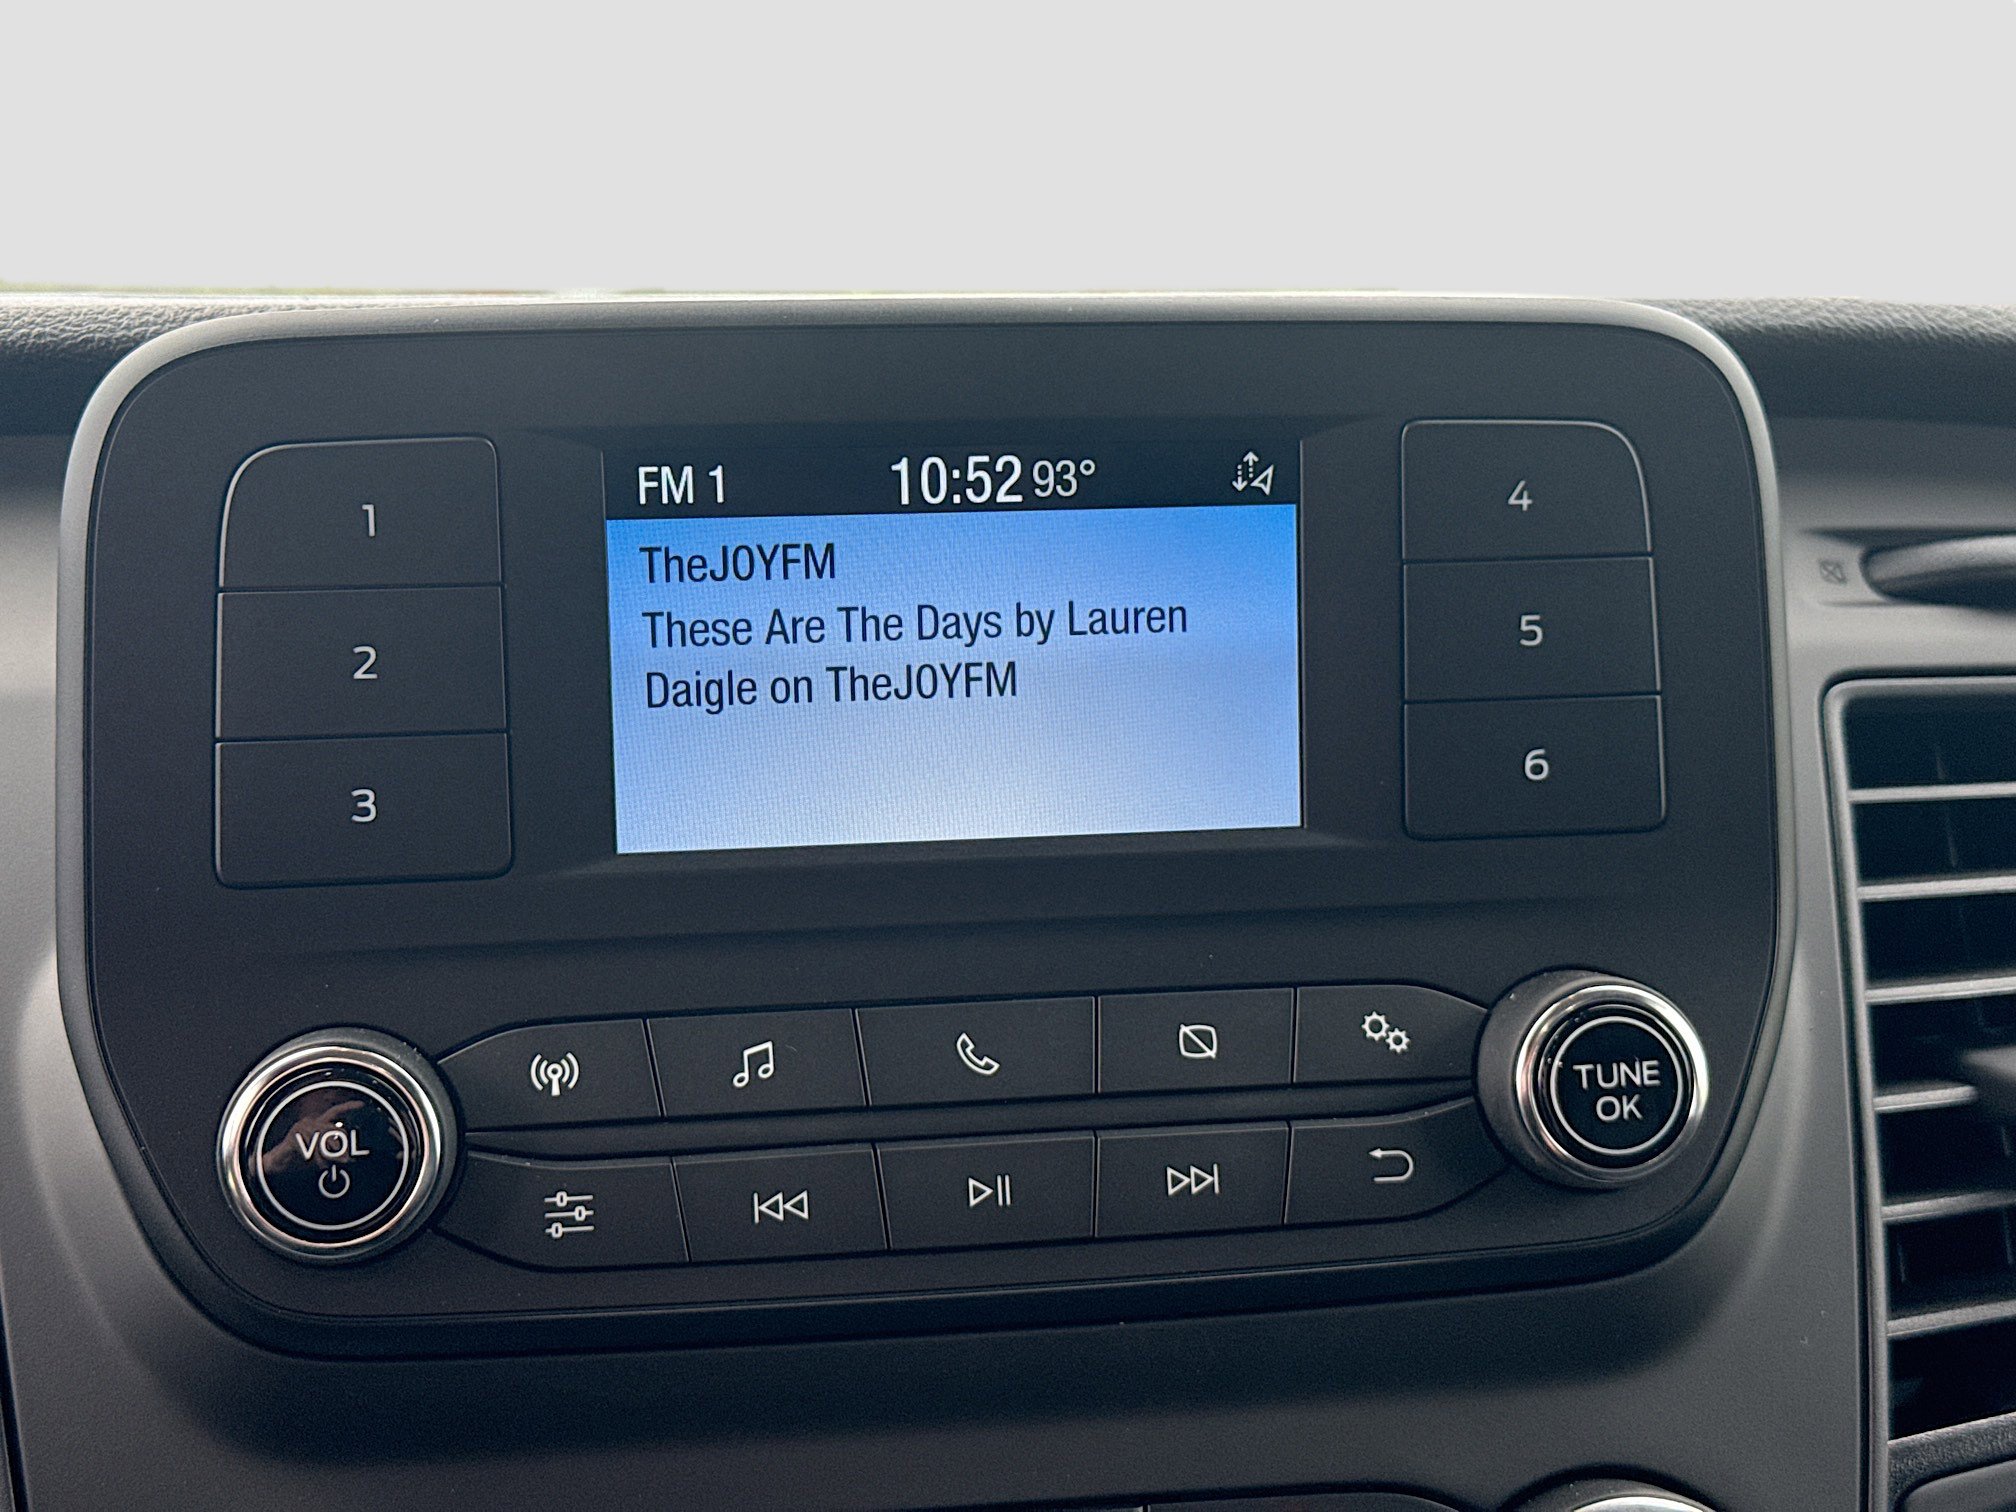 FM 1
10:52 93°
TheJOYFM
These Are The Days by Lauren
Daigle on TheJOYFM
1
2
3
4
5
6
VOL
TUNE
OK